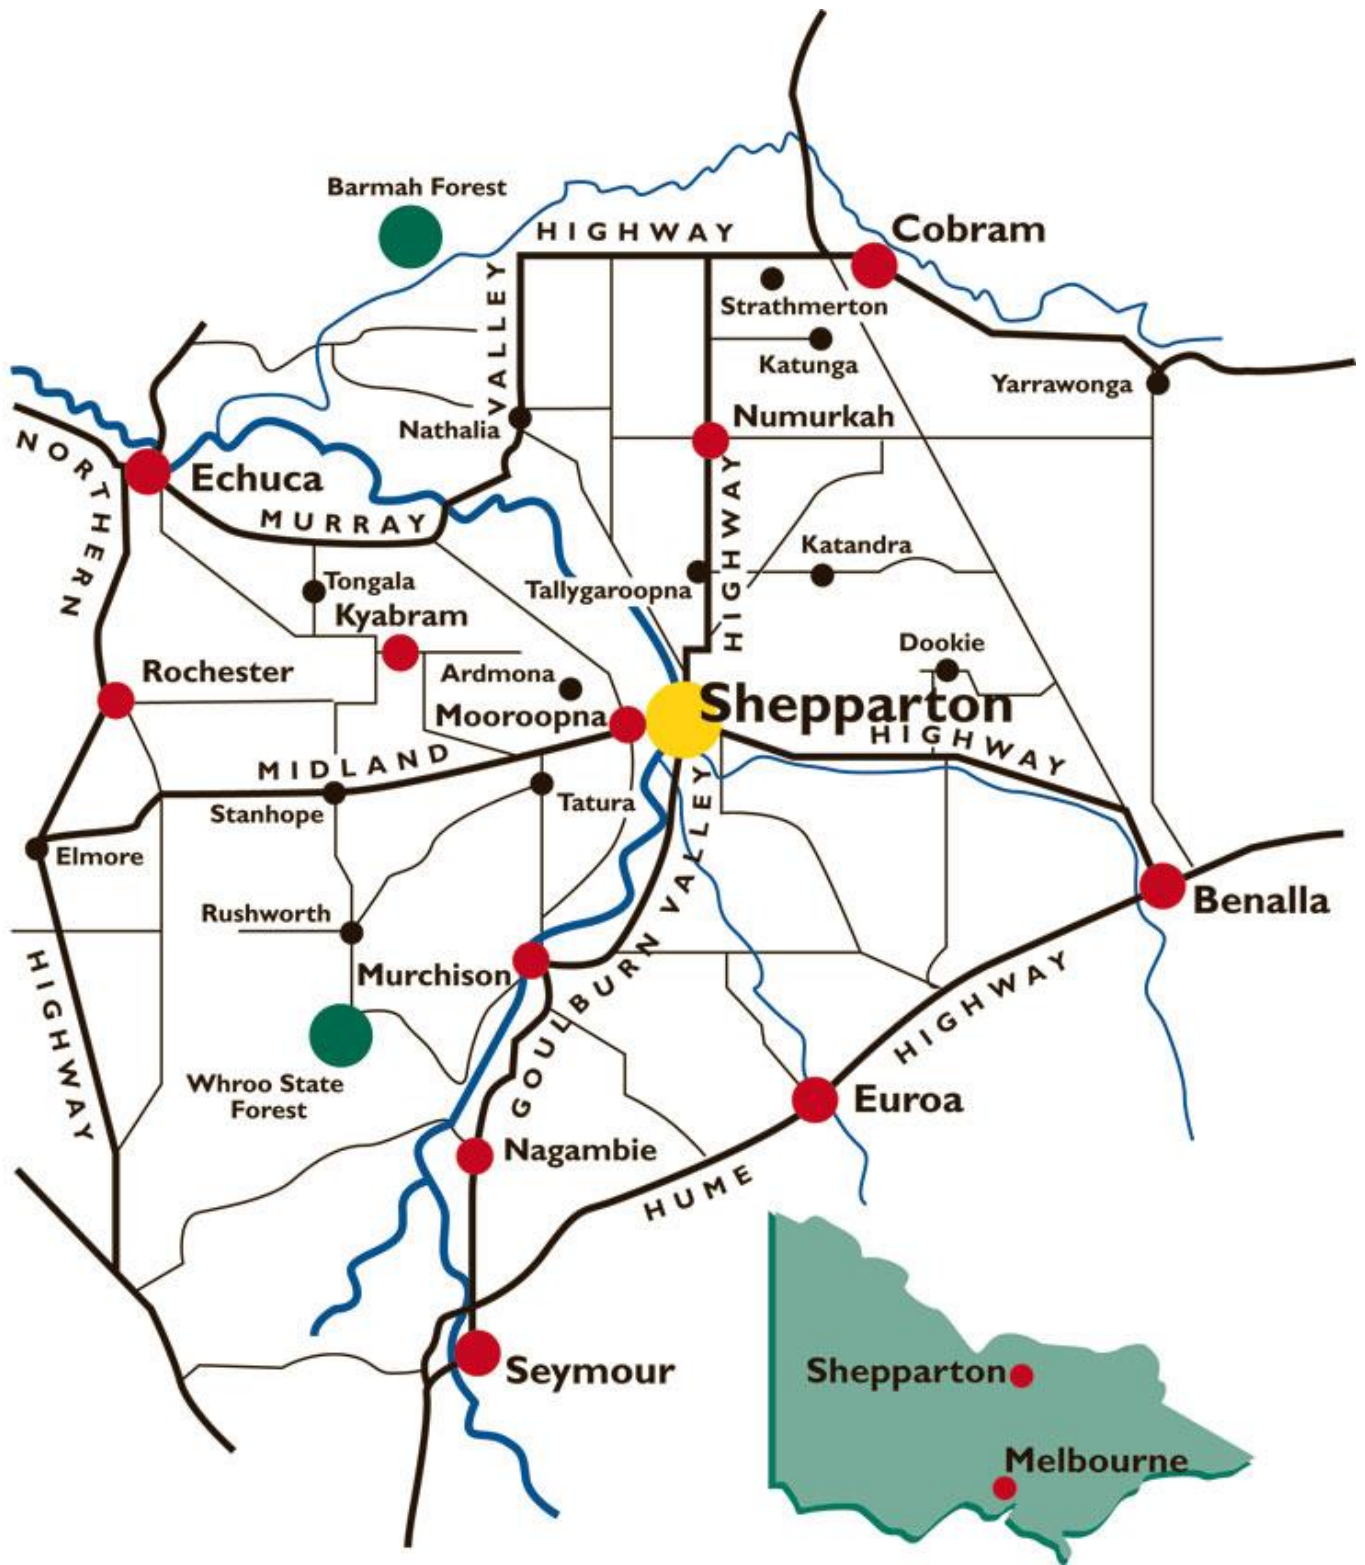 Barmah Forest
HIGHWAY
Cobram
VALLEY
Strathmerton
Katunga
Yarrawonga
Nathalia
Numurkah
NORTHERN
Echuca
MURRAY
HIGHWAY
Katandra
Tongala
Tallygaroopna
Kyabram
Dookie
Rochester
Ardmona
Shepparton
Mooroopna
HIGHWAY
MIDLAND
Stanhope
Tatura
Elmore
Rushworth
Benalla
GOULBURN VALLEY
Murchison
HIGHWAY
HIGHWAY
Whroo State
Forest
Euroa
Nagambie
HUME
Seymour
Shepparton
Melbourne